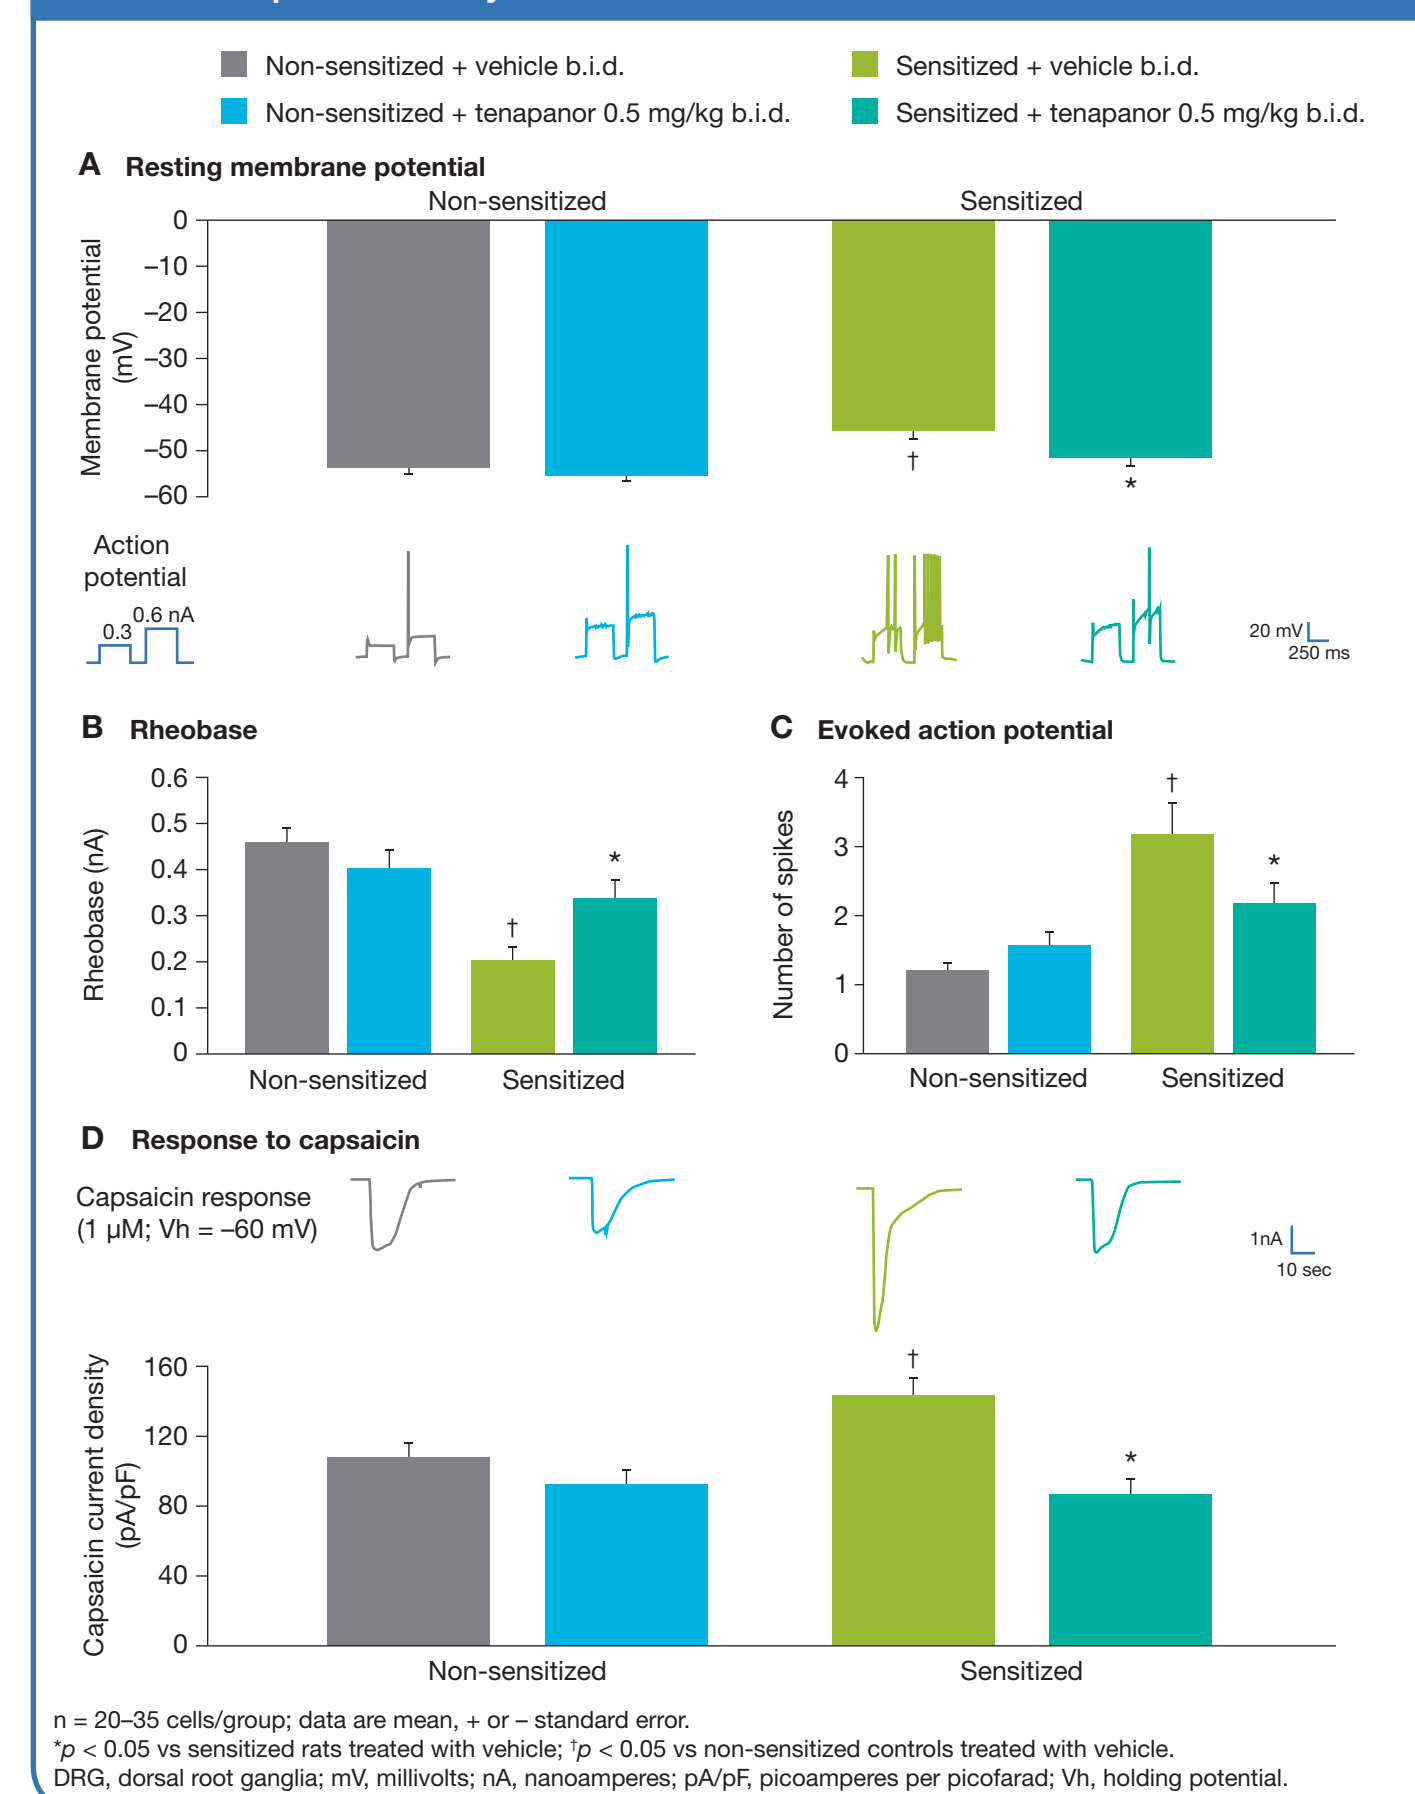 Non-sensitized + vehicle b.i.d.
Sensitized + vehicle b.i.d.
Non-sensitized + tenapanor 0.5 mg/kg b.i.d.
Sensitized + tenapanor 0.5 mg/kg b.i.d.
A Resting membrane potential
Non-sensitized
Sensitized
Membrane potential
(mV)
0
–10
–20
–30
–40
–50
–60
†
*
Action
potential
0.3
0.6 nA
20 mV
250 ms
B Rheobase
Rheobase (nA)
0.6
0.5
0.4
0.3
0.2
0.1
0
†
*
Non-sensitized
Sensitized
C Evoked action potential
Number of spikes
4
3
2
1
0
†
*
Non-sensitized
Sensitized
D Response to capsaicin
Capsaicin response
(1 µM; Vh = –60 mV)
1nA
10 sec
Capsaicin current density
(pA/pF)
160
120
80
40
0
†
*
Non-sensitized
Sensitized
n = 20–35 cells/group; data are mean, + or – standard error.
*p < 0.05 vs sensitized rats treated with vehicle; †p < 0.05 vs non-sensitized controls treated with vehicle.
DRG, dorsal root ganglia; mV, millivolts; nA, nanoamperes; pA/pF, picoamperes per picofarad; Vh, holding potential.